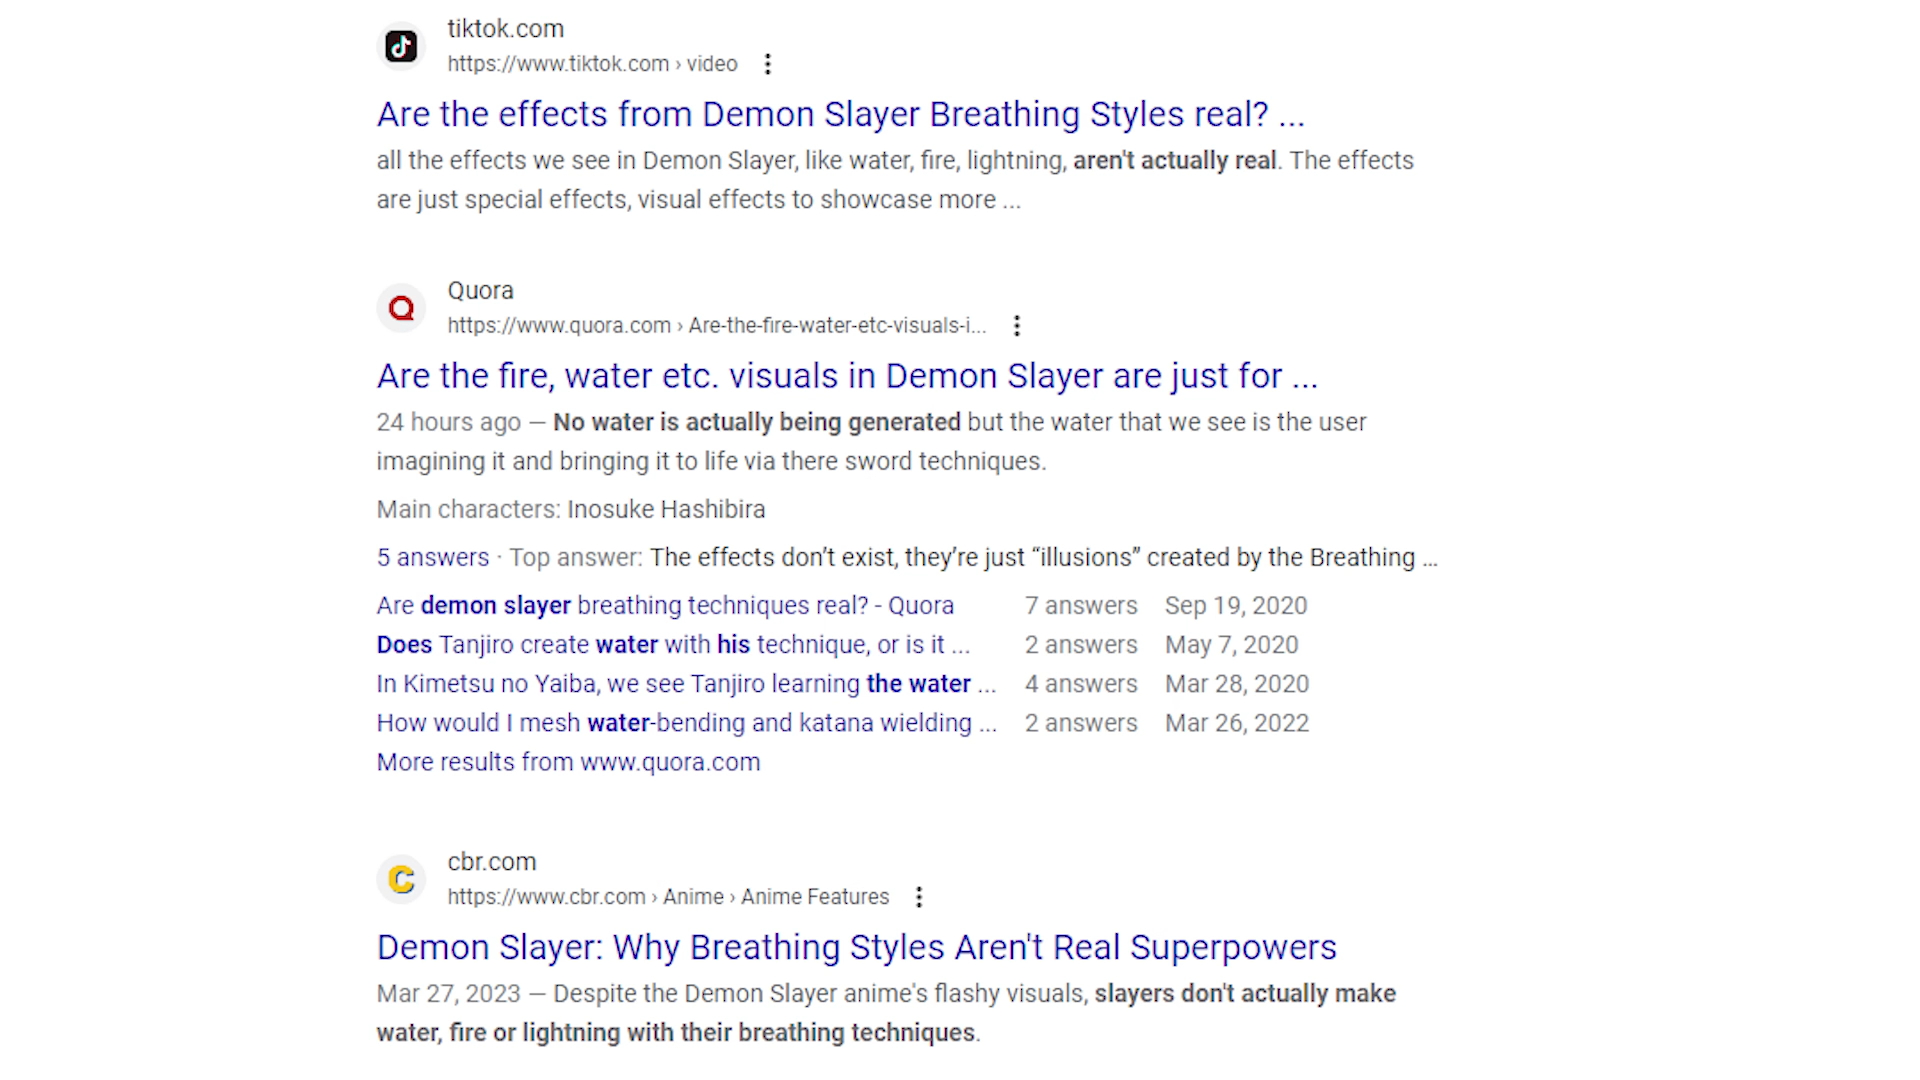 tiktok.com
https://www.tiktok.com › video
Are the effects from Demon Slayer Breathing Styles real? ...
all the effects we see in Demon Slayer, like water, fire, lightning, aren't actually real. The effects
are just special effects, visual effects to showcase more ...
Quora
https://www.quora.com › Are-the-fire-water-etc-visuals-i...
Are the fire, water etc. visuals in Demon Slayer are just for ...
24 hours ago — No water is actually being generated but the water that we see is the user
imagining it and bringing it to life via there sword techniques.
Main characters: Inosuke Hashibira
5 answers · Top answer: The effects don’t exist, they’re just “illusions” created by the Breathing ...
Are demon slayer breathing techniques real? - Quora 7 answers Sep 19, 2020
Does Tanjiro create water with his technique, or is it ... 2 answers May 7, 2020
In Kimetsu no Yaiba, we see Tanjiro learning the water ... 4 answers Mar 28, 2020
How would I mesh water-bending and katana wielding ... 2 answers Mar 26, 2022
More results from www.quora.com
cbr.com
https://www.cbr.com › Anime › Anime Features
Demon Slayer: Why Breathing Styles Aren't Real Superpowers
Mar 27, 2023 — Despite the Demon Slayer anime's flashy visuals, slayers don't actually make
water, fire or lightning with their breathing techniques.